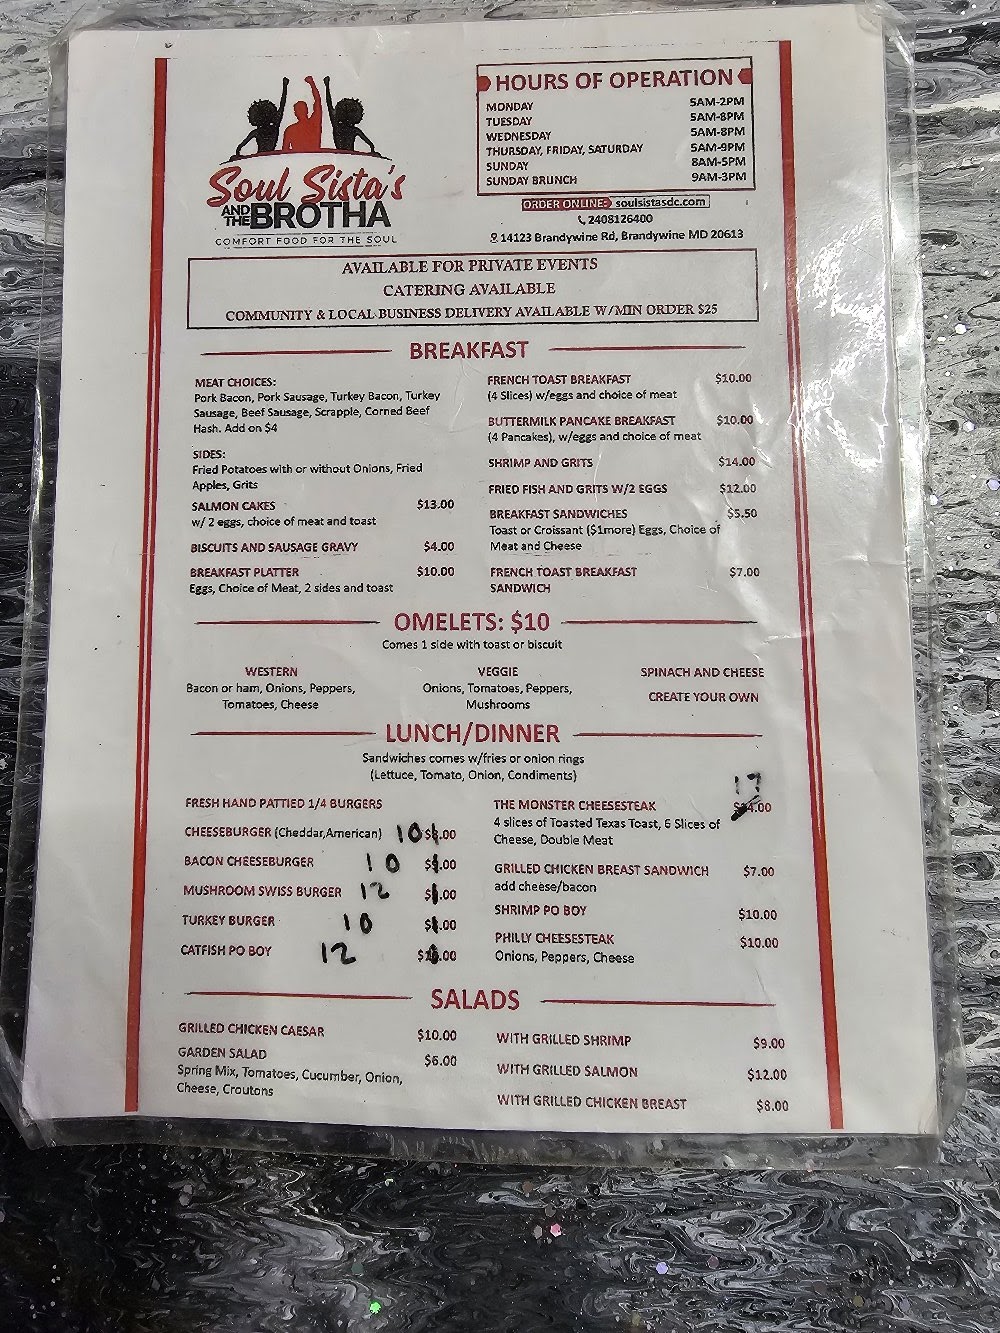 Soul Sista's
AND THE BROTHA
COMFORT FOOD FOR THE SOUL
HOURS OF OPERATION
MONDAY 5AM-2PM
TUESDAY 5AM-8PM
WEDNESDAY 5AM-8PM
THURSDAY, FRIDAY, SATURDAY 5AM-9PM
SUNDAY 8AM-5PM
SUNDAY BRUNCH 9AM-3PM
ORDER ONLINE: soulsistasdc.com
2408126400
14123 Brandywine Rd, Brandywine MD 20613
AVAILABLE FOR PRIVATE EVENTS
CATERING AVAILABLE
COMMUNITY & LOCAL BUSINESS DELIVERY AVAILABLE W/MIN ORDER $25
BREAKFAST
MEAT CHOICES:
Pork Bacon, Pork Sausage, Turkey Bacon, Turkey
Sausage, Beef Sausage, Scrapple, Corned Beef
Hash. Add on $4
SIDES:
Fried Potatoes with or without Onions, Fried
Apples, Grits
SALMON CAKES $13.00
w/ 2 eggs, choice of meat and toast
BISCUITS AND SAUSAGE GRAVY $4.00
BREAKFAST PLATTER $10.00
Eggs, Choice of Meat, 2 sides and toast
FRENCH TOAST BREAKFAST $10.00
(4 Slices) w/eggs and choice of meat
BUTTERMILK PANCAKE BREAKFAST $10.00
(4 Pancakes), w/eggs and choice of meat
SHRIMP AND GRITS $14.00
FRIED FISH AND GRITS W/2 EGGS $12.00
BREAKFAST SANDWICHES $5.50
Toast or Croissant ($1more) Eggs, Choice of
Meat and Cheese
FRENCH TOAST BREAKFAST $7.00
SANDWICH
OMELETS: $10
Comes 1 side with toast or biscuit
WESTERN
Bacon or ham, Onions, Peppers,
Tomatoes, Cheese
VEGGIE
Onions, Tomatoes, Peppers,
Mushrooms
SPINACH AND CHEESE
CREATE YOUR OWN
LUNCH/DINNER
Sandwiches comes w/fries or onion rings
(Lettuce, Tomato, Onion, Condiments)
FRESH HAND PATTIED 1/4 BURGERS
CHEESEBURGER (Cheddar,American) 10
BACON CHEESEBURGER 10
MUSHROOM SWISS BURGER 12
TURKEY BURGER 10
CATFISH PO BOY 12
17
THE MONSTER CHEESESTEAK
4 slices of Toasted Texas Toast, 6 Slices of
Cheese, Double Meat
GRILLED CHICKEN BREAST SANDWICH $7.00
add cheese/bacon
SHRIMP PO BOY $10.00
PHILLY CHEESESTEAK $10.00
Onions, Peppers, Cheese
SALADS
GRILLED CHICKEN CAESAR $10.00
GARDEN SALAD $6.00
Spring Mix, Tomatoes, Cucumber, Onion,
Cheese, Croutons
WITH GRILLED SHRIMP $9.00
WITH GRILLED SALMON $12.00
WITH GRILLED CHICKEN BREAST $8.00